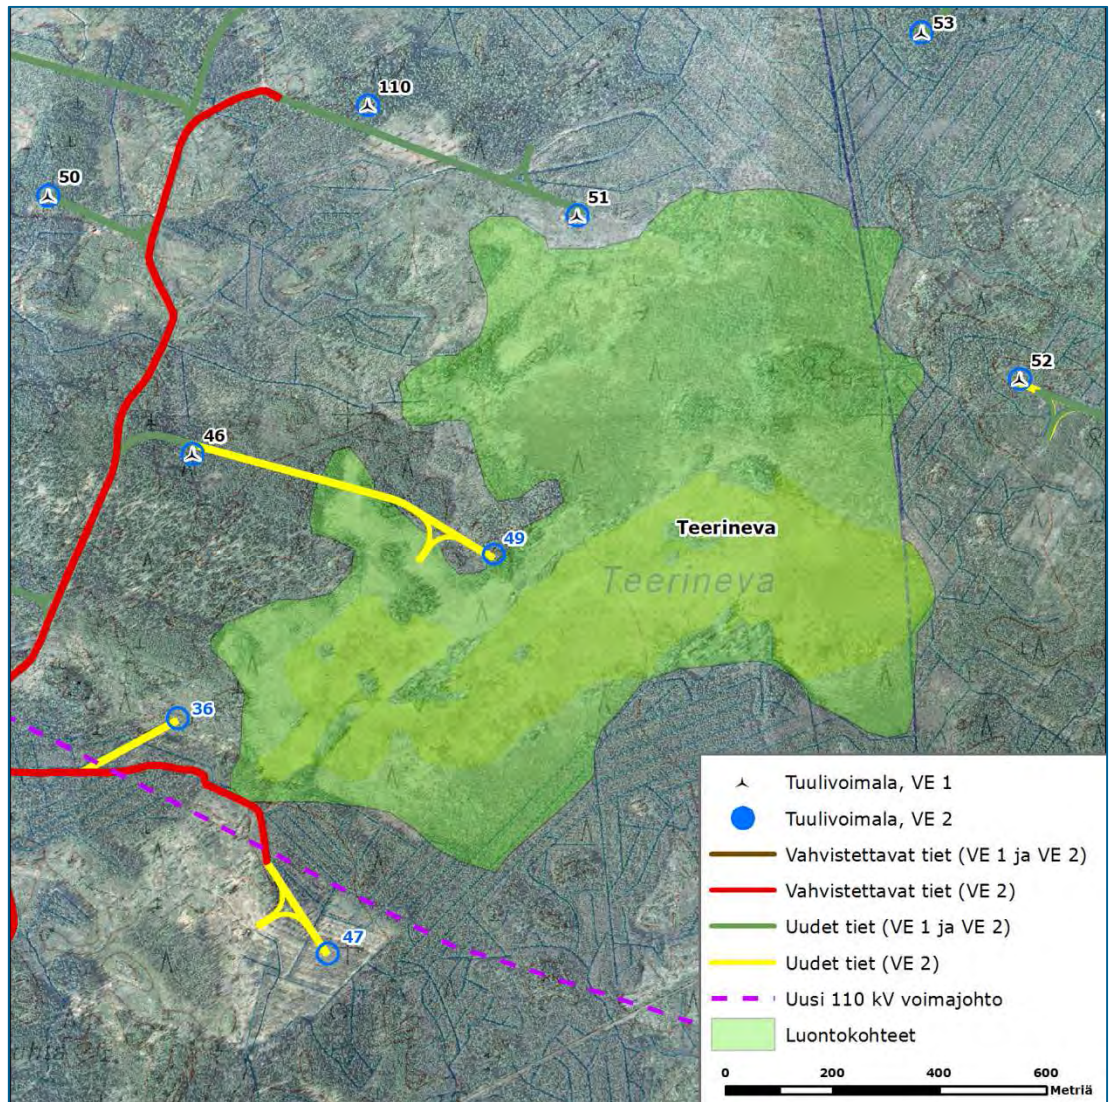 53
110
50
51
52
46
49
Teerineva
Teerineva
36
47
Tuulivoimala, VE 1
Tuulivoimala, VE 2
Vahvistettavat tiet (VE 1 ja VE 2)
Vahvistettavat tiet (VE 2)
Uudet tiet (VE 1 ja VE 2)
Uudet tiet (VE 2)
Uusi 110 kV voimajohto
Luontokohteet
0 200 400 600
Metriä